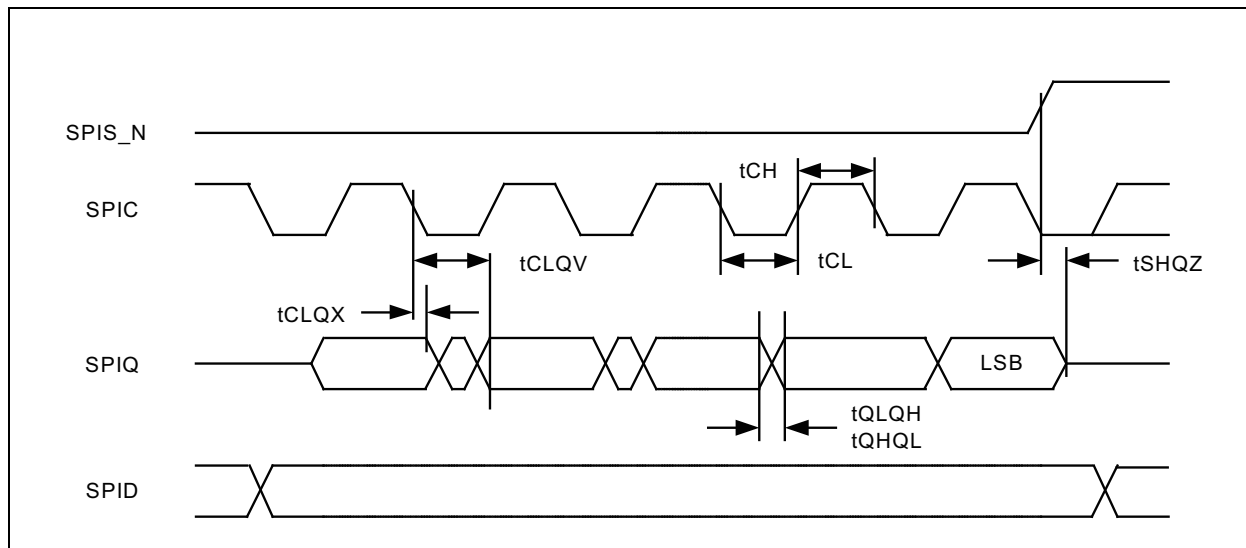 SPIS_N
tCH
SPIC
tCLQV
tCL
tSHQZ
tCLQX
SPIQ
LSB
tQLQH
tQHQL
SPID